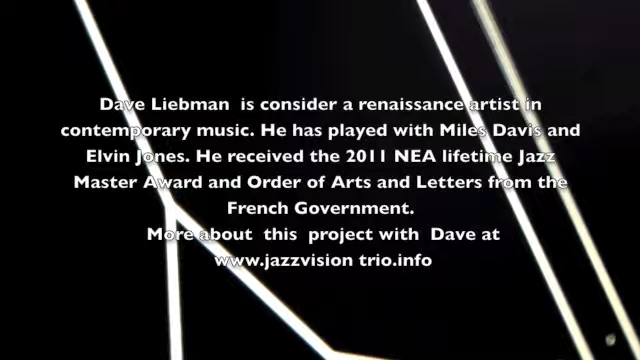 Dave Liebman  is consider a renaissance artist in
contemporary music. He has played with Miles Davis and
Elvin Jones. He received the 2011 NEA lifetime Jazz
Master Award and Order of Arts and Letters from the
French Government.
More about  this  project with  Dave at
www.jazzvision trio.info